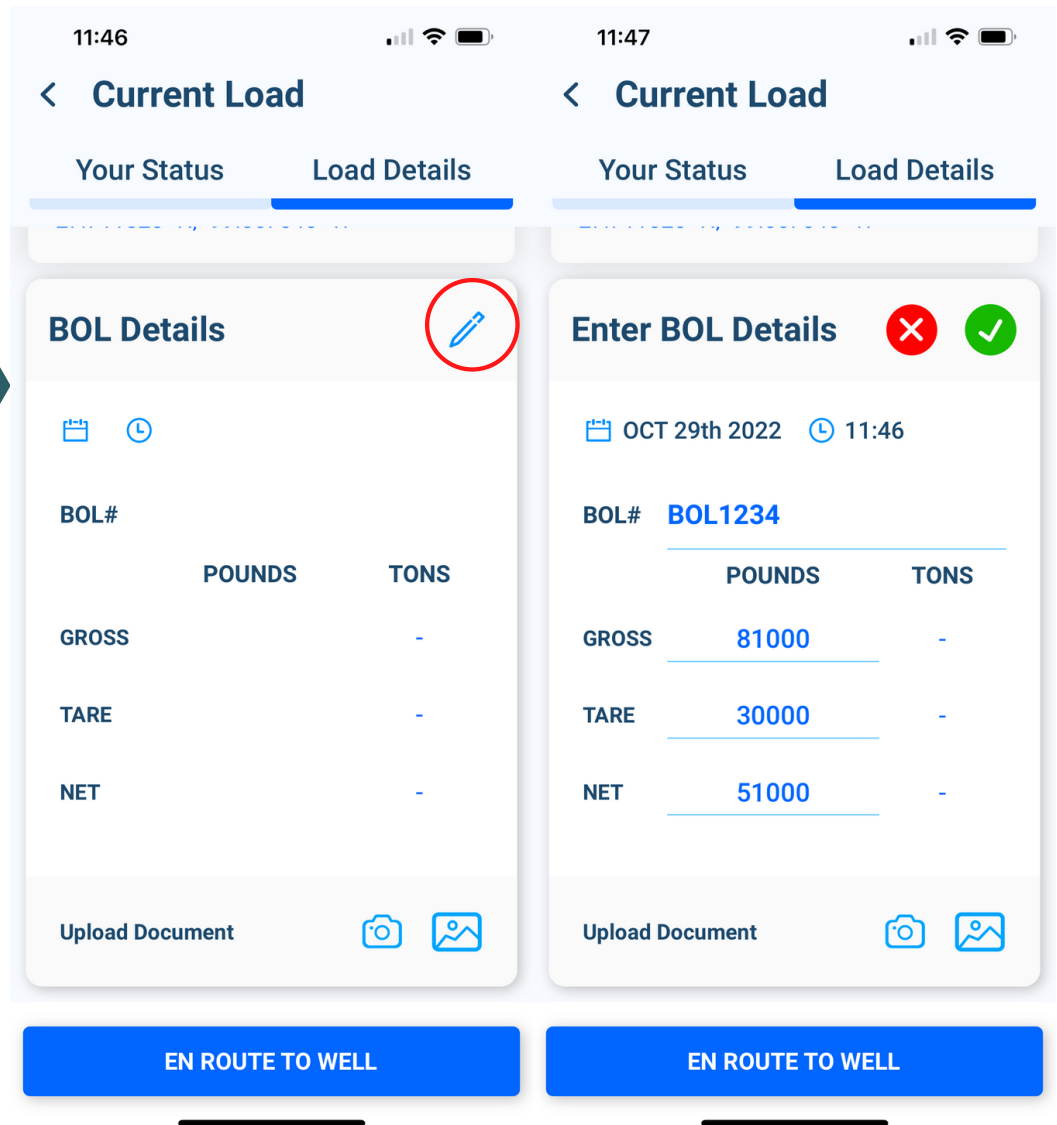 11:46
Current Load
Your Status Load Details
BOL Details
BOL#
POUNDS TONS
GROSS -
TARE -
NET -
Upload Document
EN ROUTE TO WELL
11:47
Current Load
Your Status Load Details
Enter BOL Details
OCT 29th 2022 11:46
BOL# BOL1234
POUNDS TONS
GROSS 81000 -
TARE 30000 -
NET 51000 -
Upload Document
EN ROUTE TO WELL